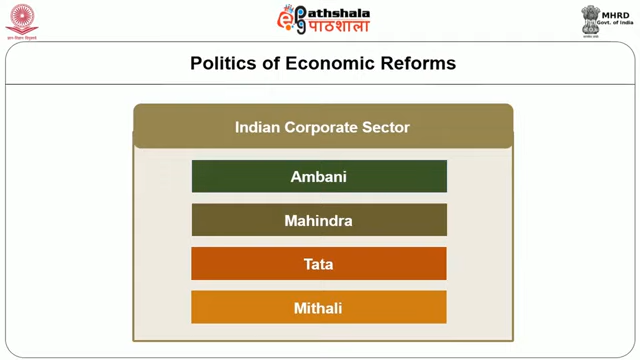 ePathshala
पाठशाला
MHRD
Govt. of India
Politics of Economic Reforms
Indian Corporate Sector
Ambani
Mahindra
Tata
Mithali